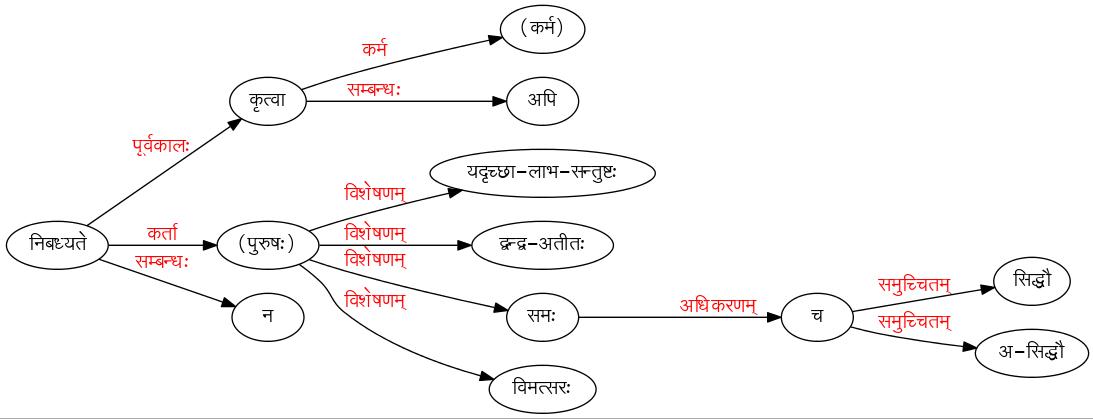 (कर्म)
कर्म
कृत्वा
सम्बन्धः
अपि
पूर्वकालः
यदृच्छा-लाभ-सन्तुष्टः
विशेषणम्
निबध्यते
कर्ता
(पुरुषः)
विशेषणम्
द्वन्द्व-अतीतः
सम्बन्धः
विशेषणम्
न
विशेषणम्
समः
अधिकरणम्
च
समुच्चितम्
सिद्धौ
समुच्चितम्
अ-सिद्धौ
विमत्सरः